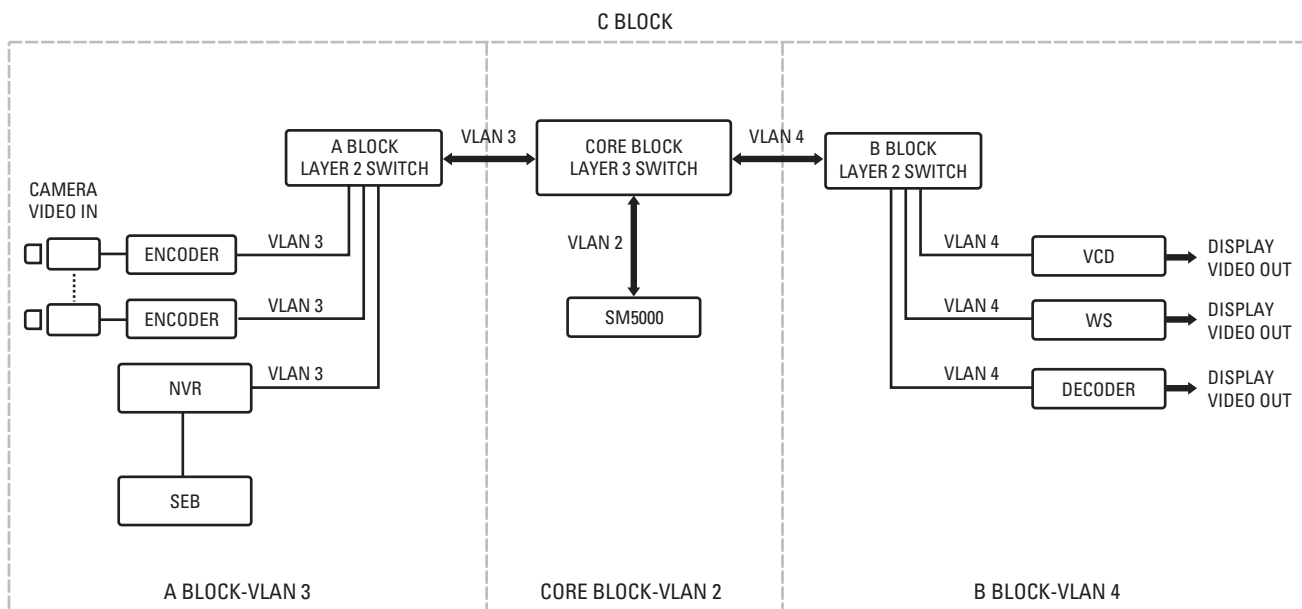 C BLOCK
A BLOCK
LAYER 2 SWITCH
VLAN 3
CORE BLOCK
LAYER 3 SWITCH
VLAN 4
B BLOCK
LAYER 2 SWITCH
CAMERA
VIDEO IN
ENCODER
VLAN 3
ENCODER
VLAN 3
NVR
VLAN 3
SEB
VLAN 2
SM5000
VLAN 4
VCD
DISPLAY
VIDEO OUT
VLAN 4
WS
DISPLAY
VIDEO OUT
VLAN 4
DECODER
DISPLAY
VIDEO OUT
A BLOCK-VLAN 3
CORE BLOCK-VLAN 2
B BLOCK-VLAN 4